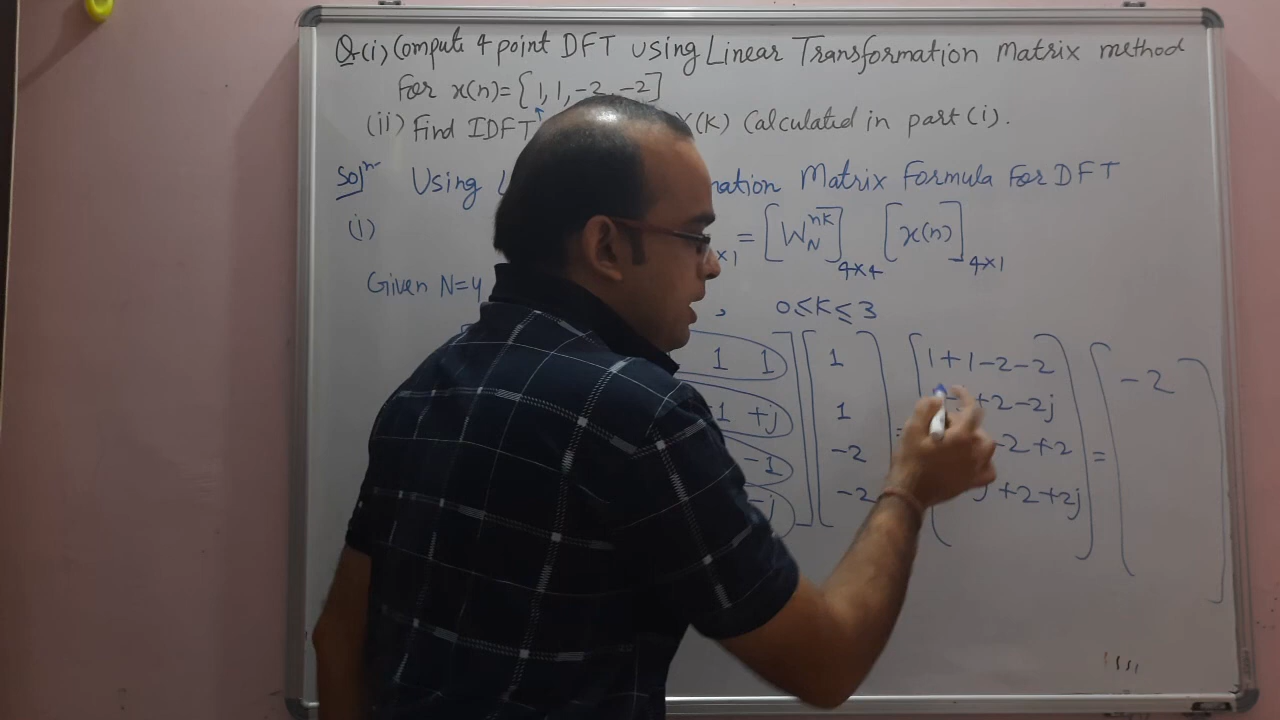 Q(i) Compute 4 point DFT using Linear Transformation Matrix method
For x(n)={1, 1, -2, -2]
(ii) Find IDFT X(K) Calculated in part (i).
Solⁿ Using nation Matrix Formula For DFT
(i) ×1 = [W_N^nk]4×4 [x(n)]4×1
Given N=4 , 0≤K≤3
1 1 1 1+1-2-2 -2
-1 +j 1 +2-2j
-1 -2 -2+2 =
-j -2 +2+2j